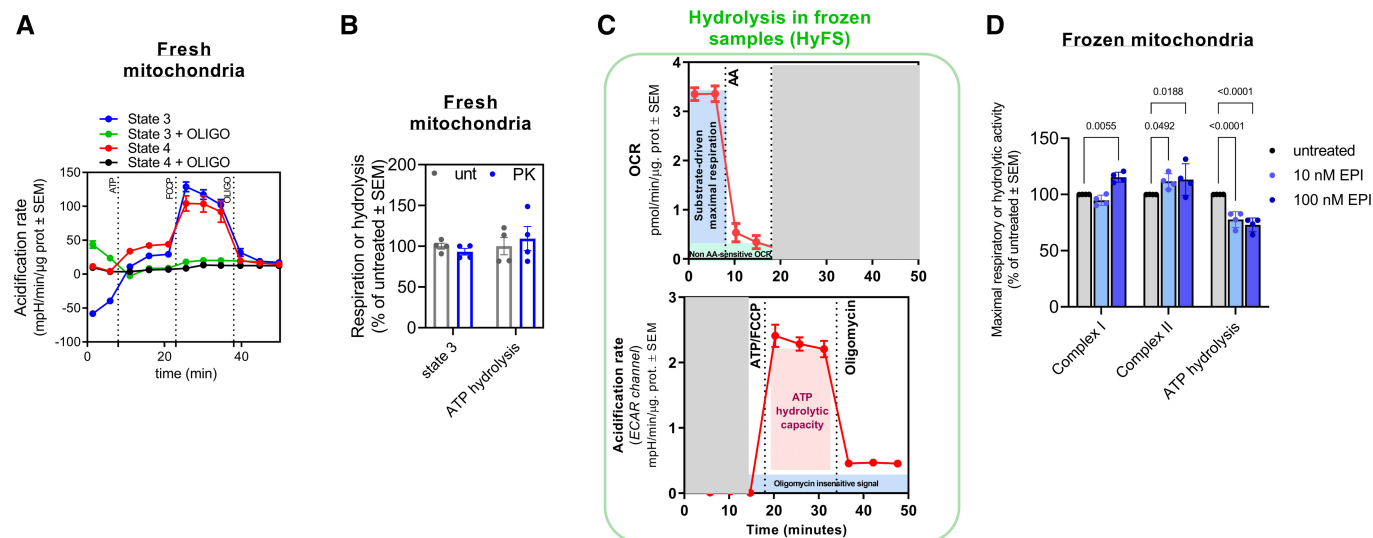 A
Fresh
mitochondria
State 3
State 3 + OLIGO
State 4
State 4 + OLIGO
Acidification rate
(mpH/min/µg prot ± SEM)
150
100
50
0
-50
-100
ATP
FCCP
OLIGO
0
20
40
time (min)
B
Fresh
mitochondria
Respiration or hydrolysis
(% of untreated ± SEM)
200
150
100
50
0
unt
PK
state 3
ATP hydrolysis
C
Hydrolysis in frozen
samples (HyFS)
OCR
pmol/min/µg. prot ± SEM
4
3
2
1
0
AA
Substrate-driven
maximal respiration
Non AA-sensitive OCR
0
10
20
30
40
50
Acidification rate
(ECAR channel)
mpH/min/µg. prot. ± SEM
3
2
1
0
ATP/FCCP
Oligomycin
ATP
hydrolytic
capacity
Oligomycin insensitive signal
0
10
20
30
40
50
Time (minutes)
D
Frozen mitochondria
Maximal respiratory or hydrolytic activity
(% of untreated ± SEM)
150
100
50
0
0.0055
0.0188
0.0492
<0.0001
<0.0001
untreated
10 nM EPI
100 nM EPI
Complex I
Complex II
ATP hydrolysis